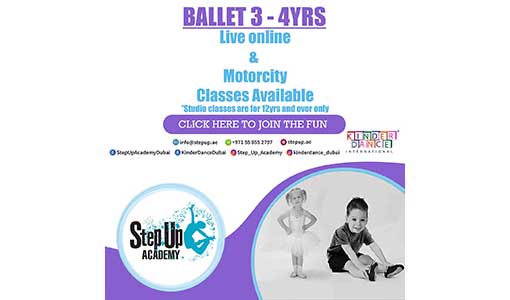 BALLET 3 - 4YRS
Live online
&
Motorcity
Classes Available
*Studio classes are for 12yrs and over only
CLICK HERE TO JOIN THE FUN
info@stepup.ae +971 55 855 2797 stepup.ae
StepUpAcademyDubai KinderDanceDubai Step_Up_Academy kinderdance_dubai
KINDER
DANCE
INTERNATIONAL
Step Up
ACADEMY